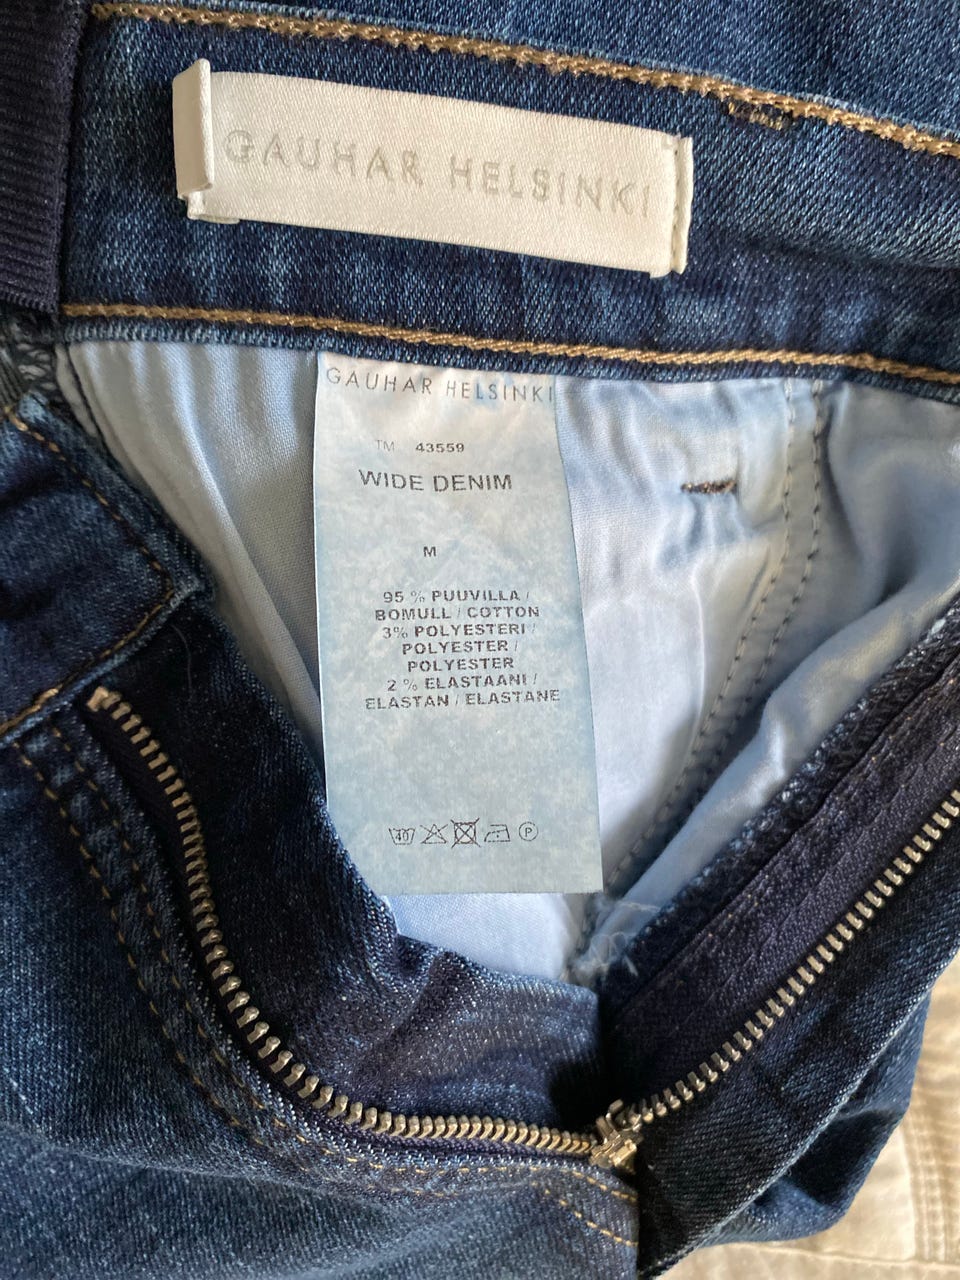 GAUHAR HELSINKI
GAUHAR HELSINKI
TM 43559
WIDE DENIM
M
95 % PUUVILLA /
BOMULL / COTTON
3% POLYESTERI /
POLYESTER /
POLYESTER
2 % ELASTAANI /
ELASTAN / ELASTANE
40 P